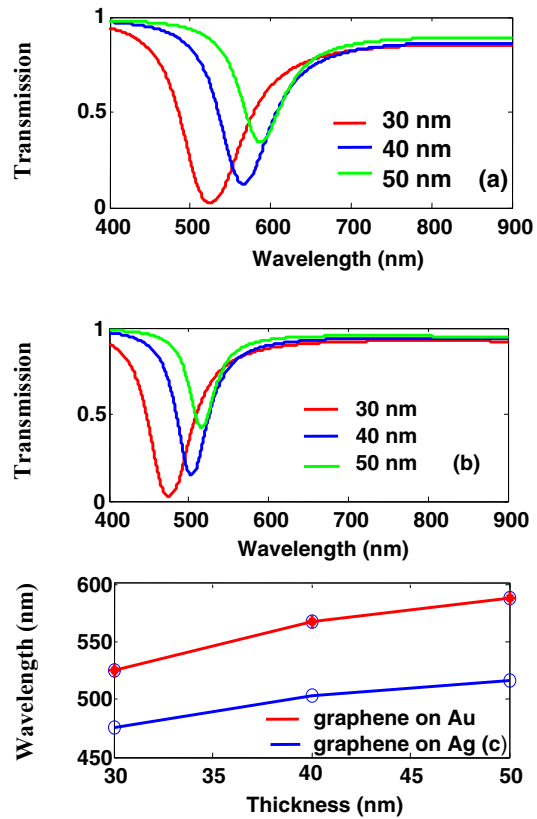 Transmission
1
0.5
1
400 500 600 700 800 900
Wavelength (nm)
30 nm
40 nm
50 nm (a)
Transmission
1
0.5
0
400 500 600 700 800 900
Wavelength (nm)
30 nm
40 nm
50 nm (b)
Wavelength (nm)
600
550
500
450
30 35 40 45 50
Thickness (nm)
graphene on Au
graphene on Ag (c)